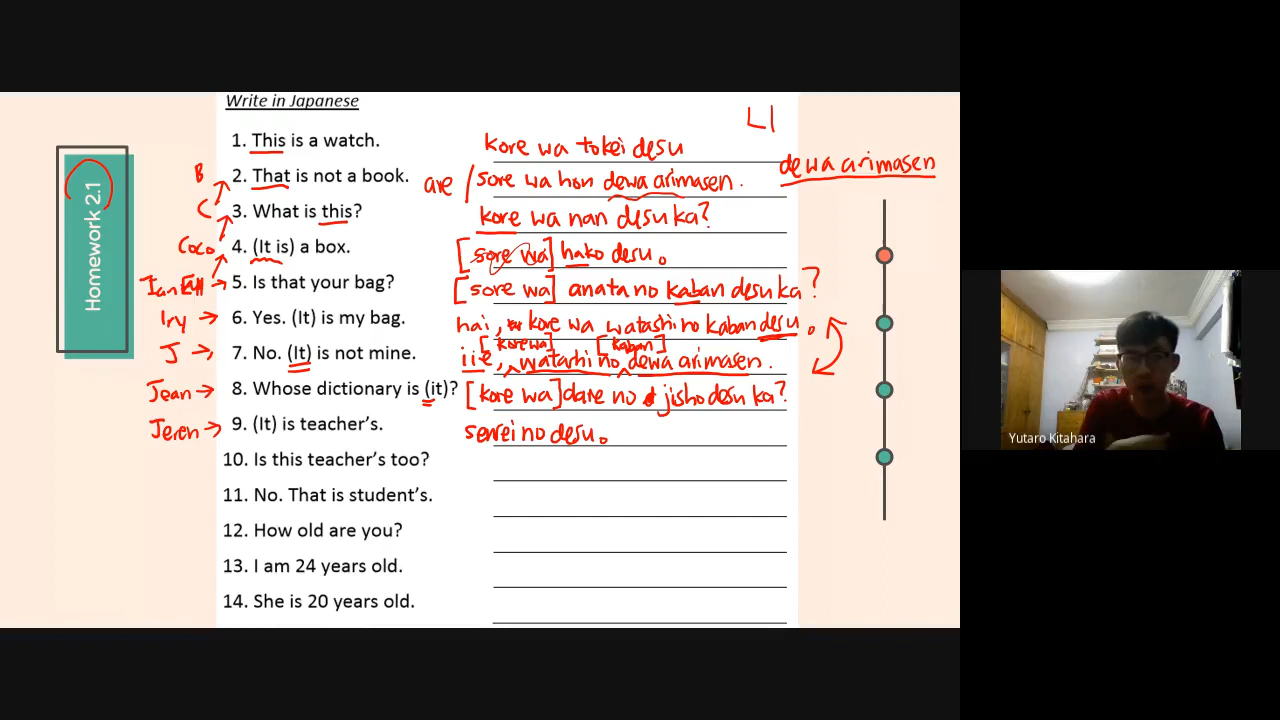 Write in Japanese
L1
1. This is a watch. kore wa tokei desu
dewa arimasen
B
2. That is not a book. are / sore wa hon dewa arimasen.
C
3. What is this? kore wa nan desu ka?
Coco
4. (It is) a box. [sore wa] hako desu.
Ian
5. Is that your bag? [sore wa] anata no kaban desu ka?
Iry → 6. Yes. (It) is my bag. hai, kore wa watashi no kaban desu.
[kore wa] [kaban]
J → 7. No. (It) is not mine. iie, watashi no dewa arimasen.
Jean → 8. Whose dictionary is (it)? [kore wa] dare no jisho desu ka?
Jeren → 9. (It) is teacher's. sensei no desu.
10. Is this teacher's too?
11. No. That is student's.
12. How old are you?
13. I am 24 years old.
14. She is 20 years old.
Homework 2.1
Yutaro Kitahara